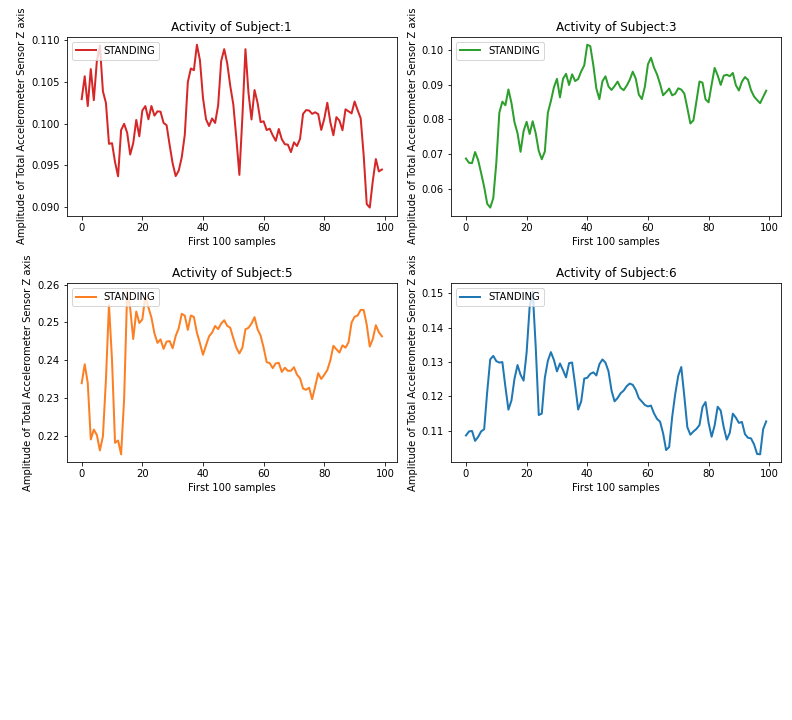 Activity of Subject:1
Amplitude of Total Accelerometer Sensor Z axis
0.110
0.105
0.100
0.095
0.090
STANDING
0 20 40 60 80 100
First 100 samples
Activity of Subject:3
Amplitude of Total Accelerometer Sensor Z axis
0.10
0.09
0.08
0.07
0.06
STANDING
0 20 40 60 80 100
First 100 samples
Activity of Subject:5
Amplitude of Total Accelerometer Sensor Z axis
0.26
0.25
0.24
0.23
0.22
STANDING
0 20 40 60 80 100
First 100 samples
Activity of Subject:6
Amplitude of Total Accelerometer Sensor Z axis
0.15
0.14
0.13
0.12
0.11
STANDING
0 20 40 60 80 100
First 100 samples